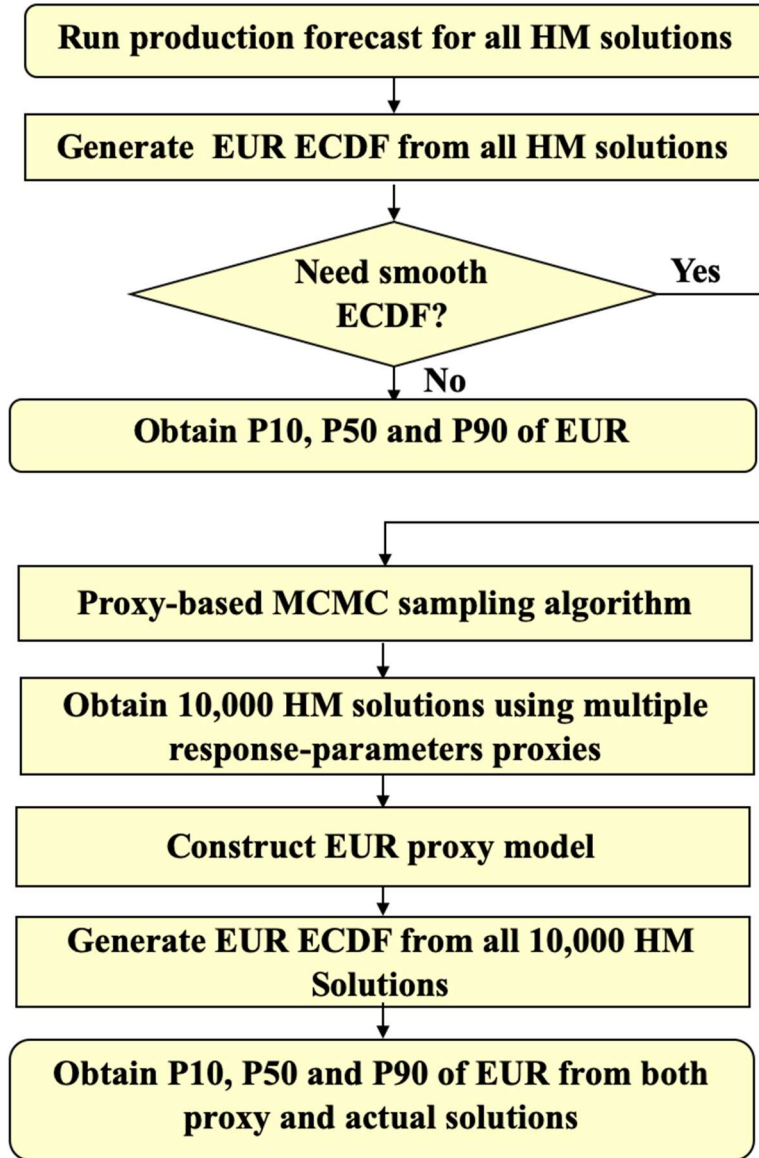 Run production forecast for all HM solutions
Generate EUR ECDF from all HM solutions
Need smooth
ECDF?
Yes
No
Obtain P10, P50 and P90 of EUR
Proxy-based MCMC sampling algorithm
Obtain 10,000 HM solutions using multiple
response-parameters proxies
Construct EUR proxy model
Generate EUR ECDF from all 10,000 HM
Solutions
Obtain P10, P50 and P90 of EUR from both
proxy and actual solutions